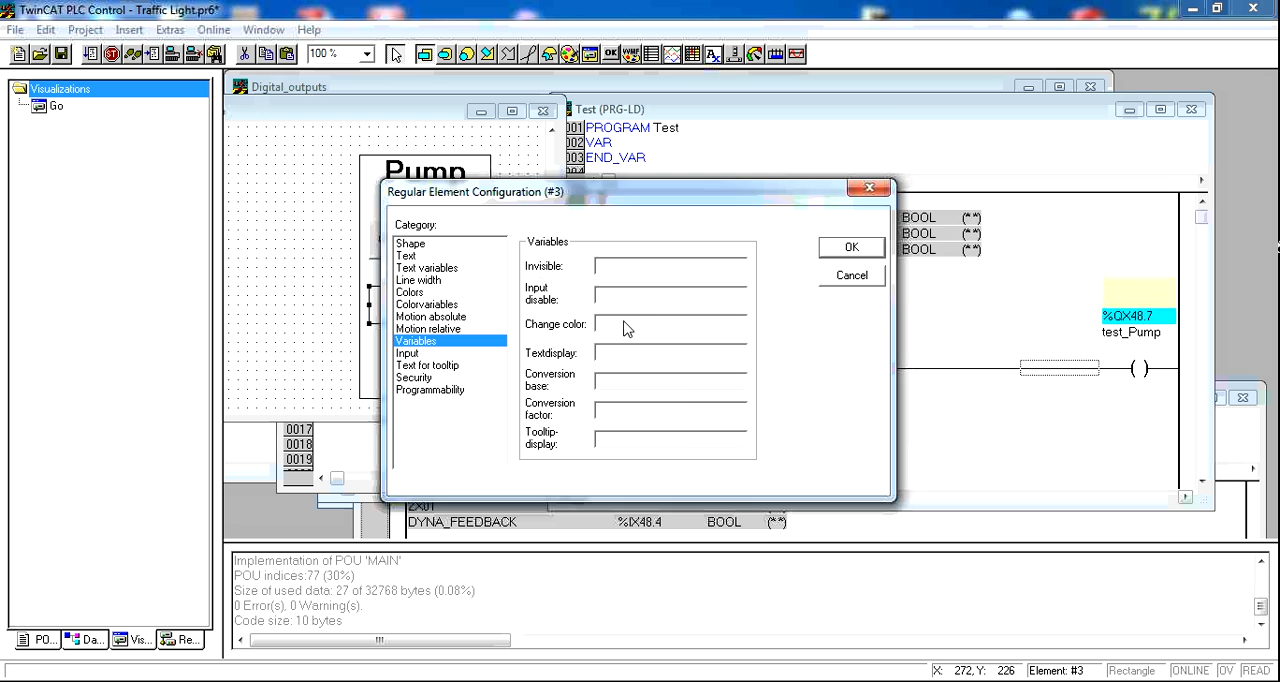 TwinCAT PLC Control - Traffic Light.pr6*
File Edit Project Insert Extras Online Window Help
100 %
OK
Visualizations
Go
Digital_outputs
Test (PRG-LD)
001 PROGRAM Test
002 VAR
003 END_VAR
004
Pump
Regular Element Configuration (#3)
Category:
Shape
Text
Text variables
Line width
Colors
Colorvariables
Motion absolute
Motion relative
Variables
Input
Text for tooltip
Security
Programmability
Variables
Invisible:
Input
disable:
Change color:
Textdisplay:
Conversion
base:
Conversion
factor:
Tooltip-
display:
OK
Cancel
BOOL (**)
BOOL (**)
BOOL (**)
%QX48.7
test_Pump
( )
0017
0018
0019
DYNA_FEEDBACK %IX48.4 BOOL (**)
Implementation of POU 'MAIN'
POU indices:77 (30%)
Size of used data: 27 of 32768 bytes (0.08%)
0 Error(s), 0 Warning(s).
Code size: 10 bytes
PO... Da... Vis... Re...
X: 272, Y: 226 Element: #3 Rectangle ONLINE OV READ